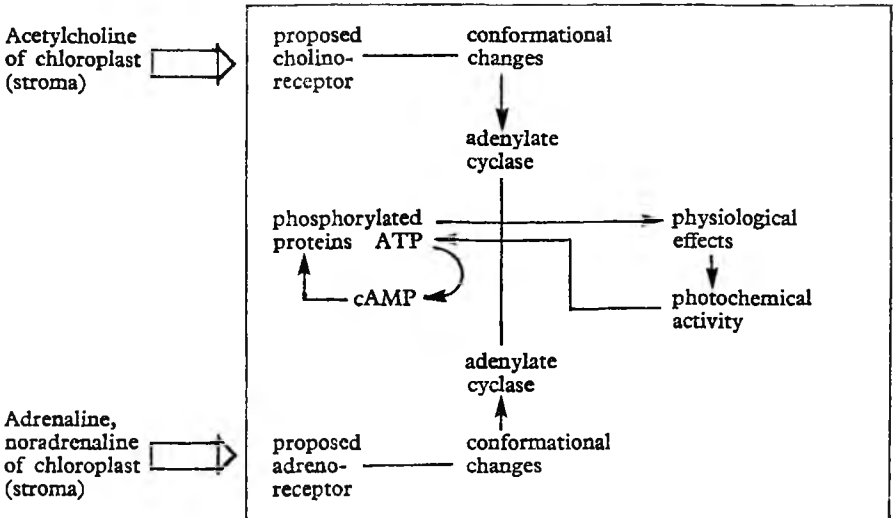 Acetylcholine
of chloroplast
(stroma)
proposed
cholino-
receptor
conformational
changes
adenylate
cyclase
phosphorylated
proteins ATP
cAMP
physiological
effects
photochemical
activity
adenylate
cyclase
Adrenaline,
noradrenaline
of chloroplast
(stroma)
proposed
adreno-
receptor
conformational
changes